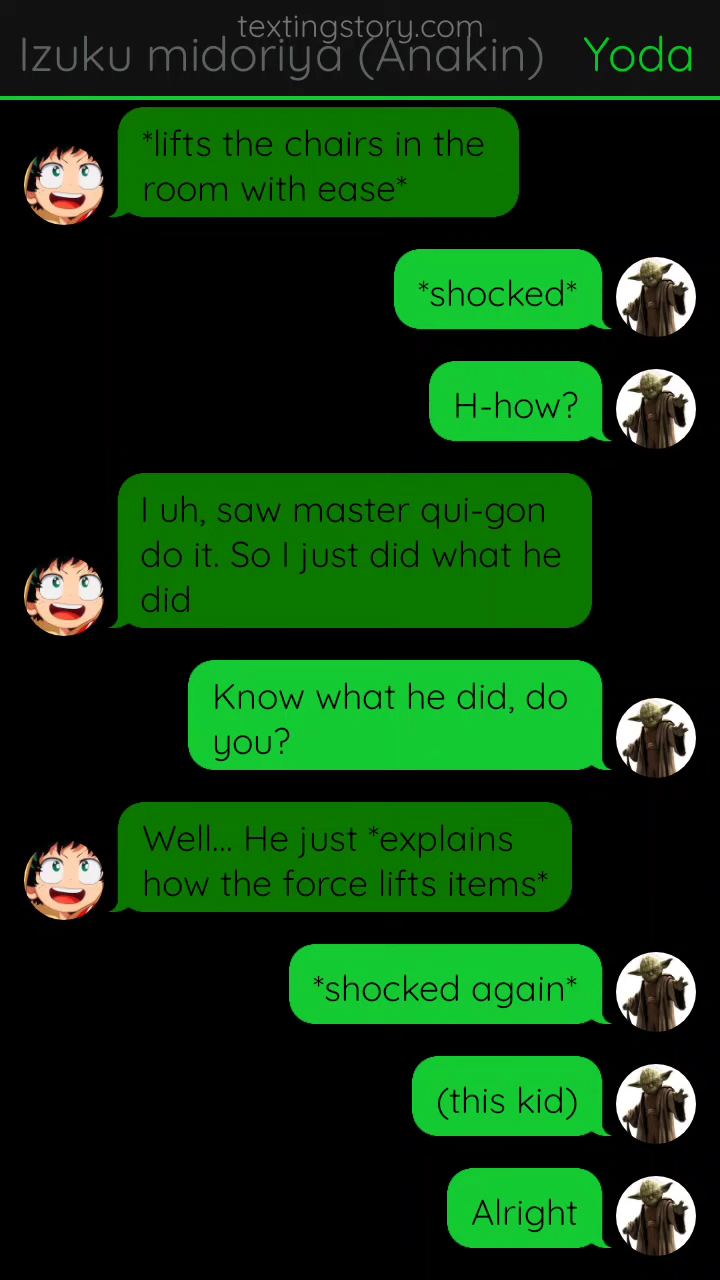 textingstory.com
Izuku midoriya (Anakin) Yoda
*lifts the chairs in the
room with ease*
*shocked*
H-how?
I uh, saw master qui-gon
do it. So I just did what he
did
Know what he did, do
you?
Well... He just *explains
how the force lifts items*
*shocked again*
(this kid)
Alright